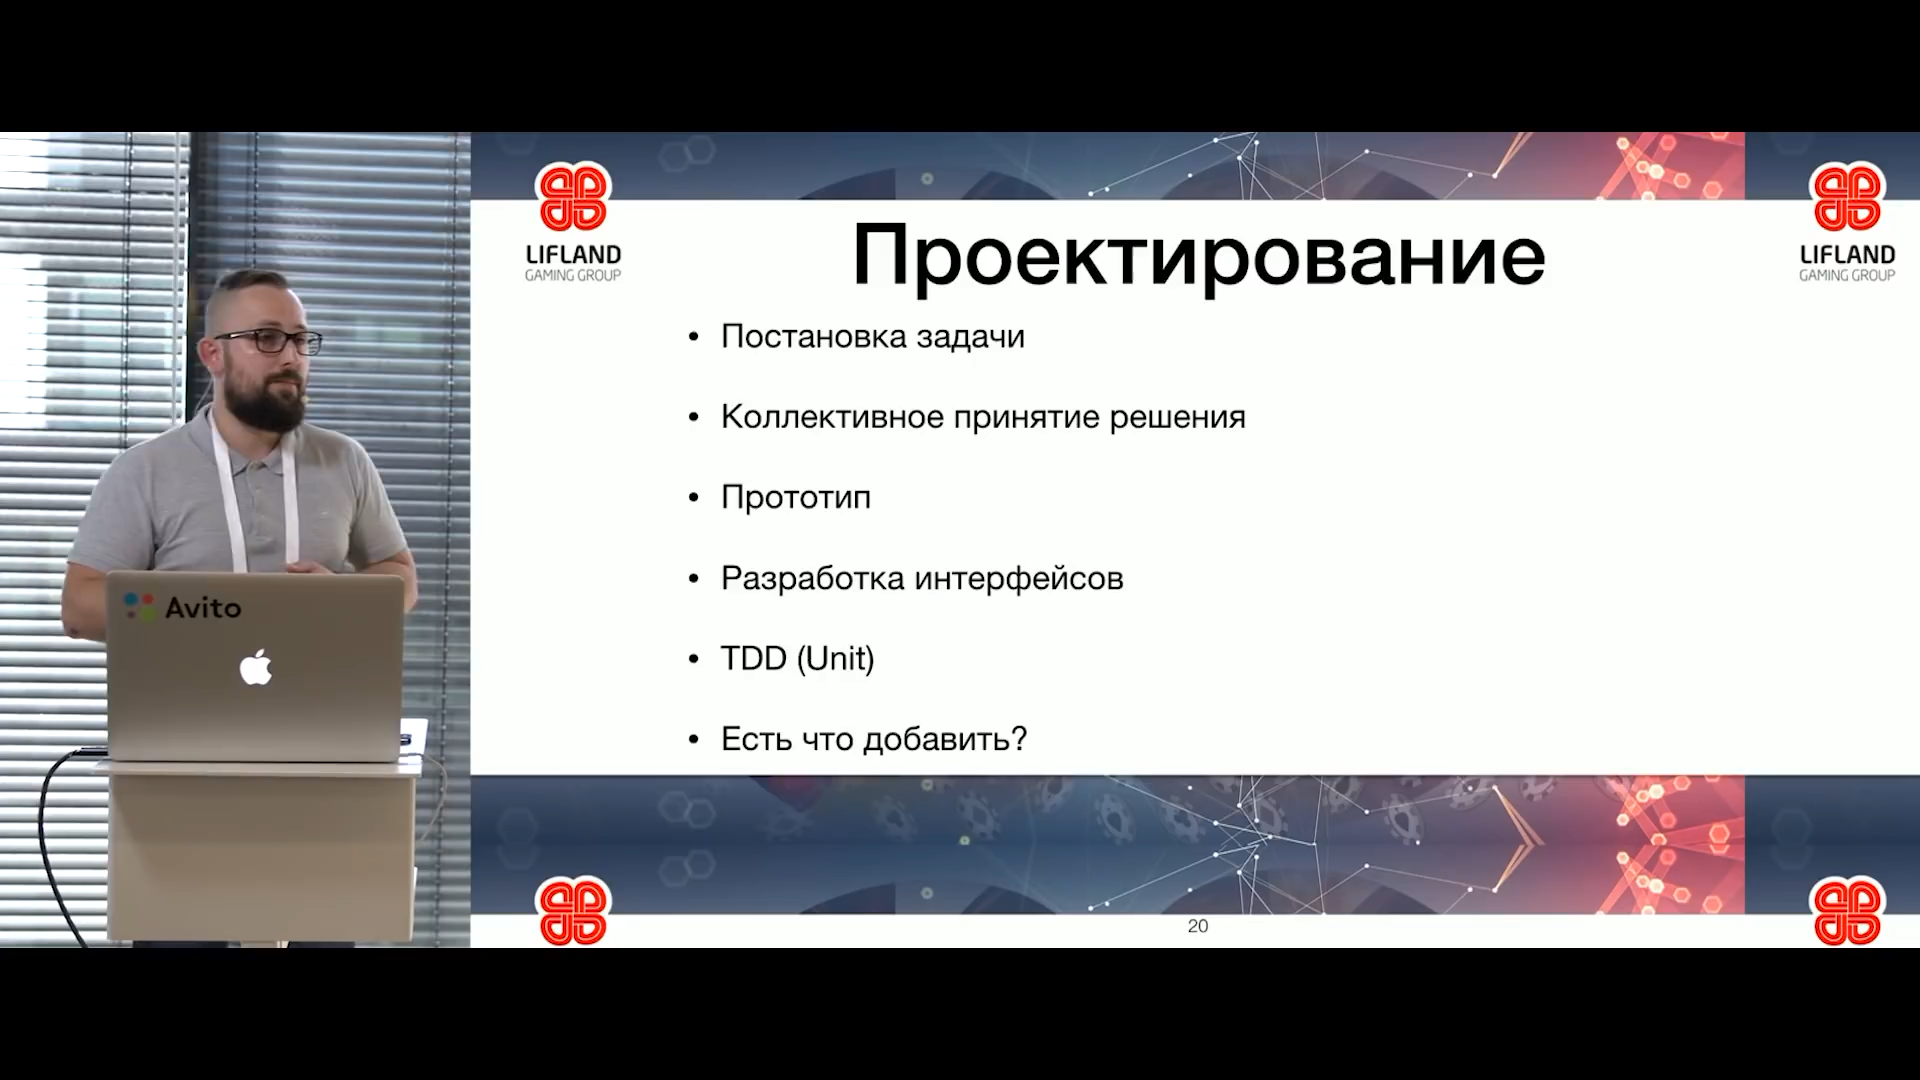 LIFLAND
GAMING GROUP
LIFLAND
GAMING GROUP
Проектирование
• Постановка задачи
• Коллективное принятие решения
• Прототип
• Разработка интерфейсов
• TDD (Unit)
• Есть что добавить?
Avito
20